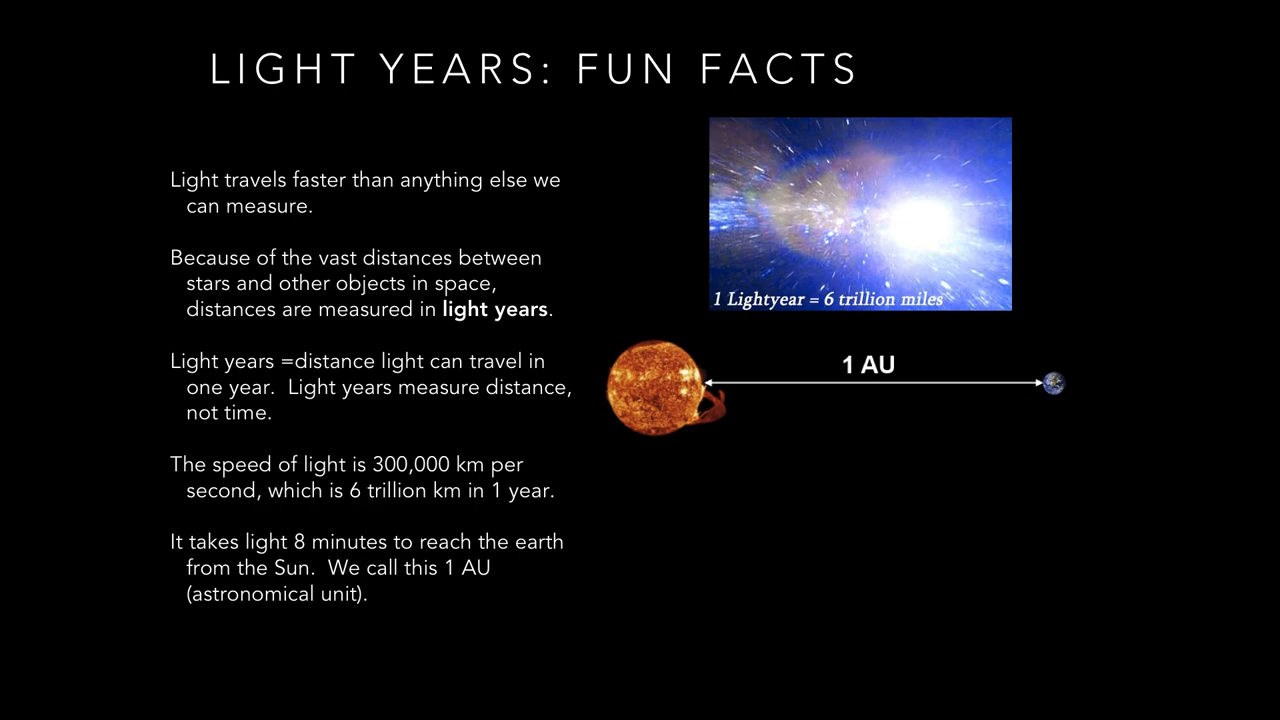 LIGHT YEARS: FUN FACTS
Light travels faster than anything else we
can measure.
Because of the vast distances between
stars and other objects in space,
distances are measured in light years.
Light years =distance light can travel in
one year.  Light years measure distance,
not time.
The speed of light is 300,000 km per
second, which is 6 trillion km in 1 year.
It takes light 8 minutes to reach the earth
from the Sun.  We call this 1 AU
(astronomical unit).
1 Lightyear = 6 trillion miles
1 AU